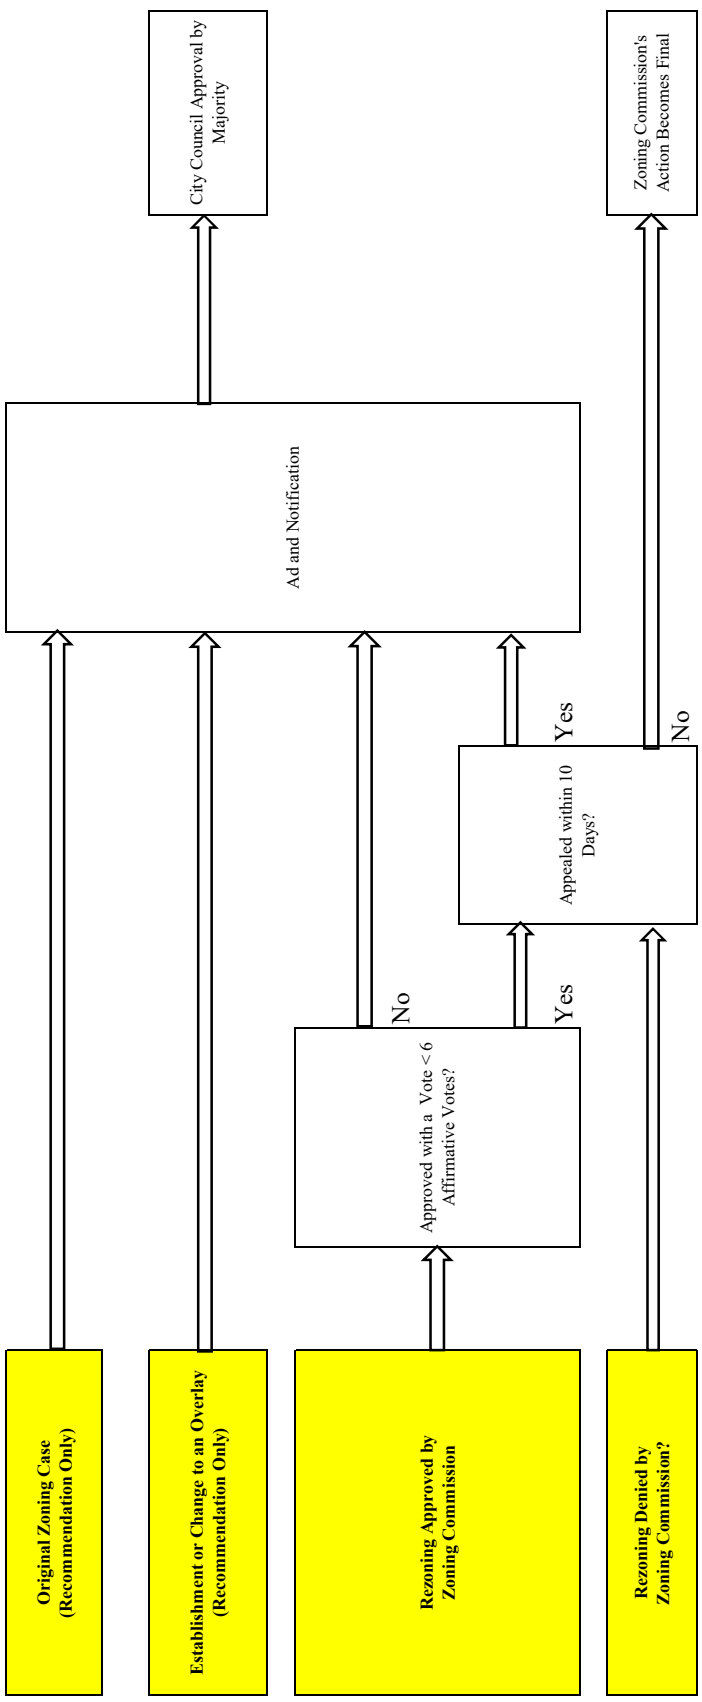 Original Zoning Case
(Recommendation Only)
Establishment or Change to an Overlay
(Recommendation Only)
Rezoning Approved by
Zoning Commission
Rezoning Denied by
Zoning Commission?
Approved with a Vote < 6
Affirmative Votes?
No
Yes
Appealed within 10
Days?
Yes
No
Ad and Notification
City Council Approval by
Majority
Zoning Commission's
Action Becomes Final